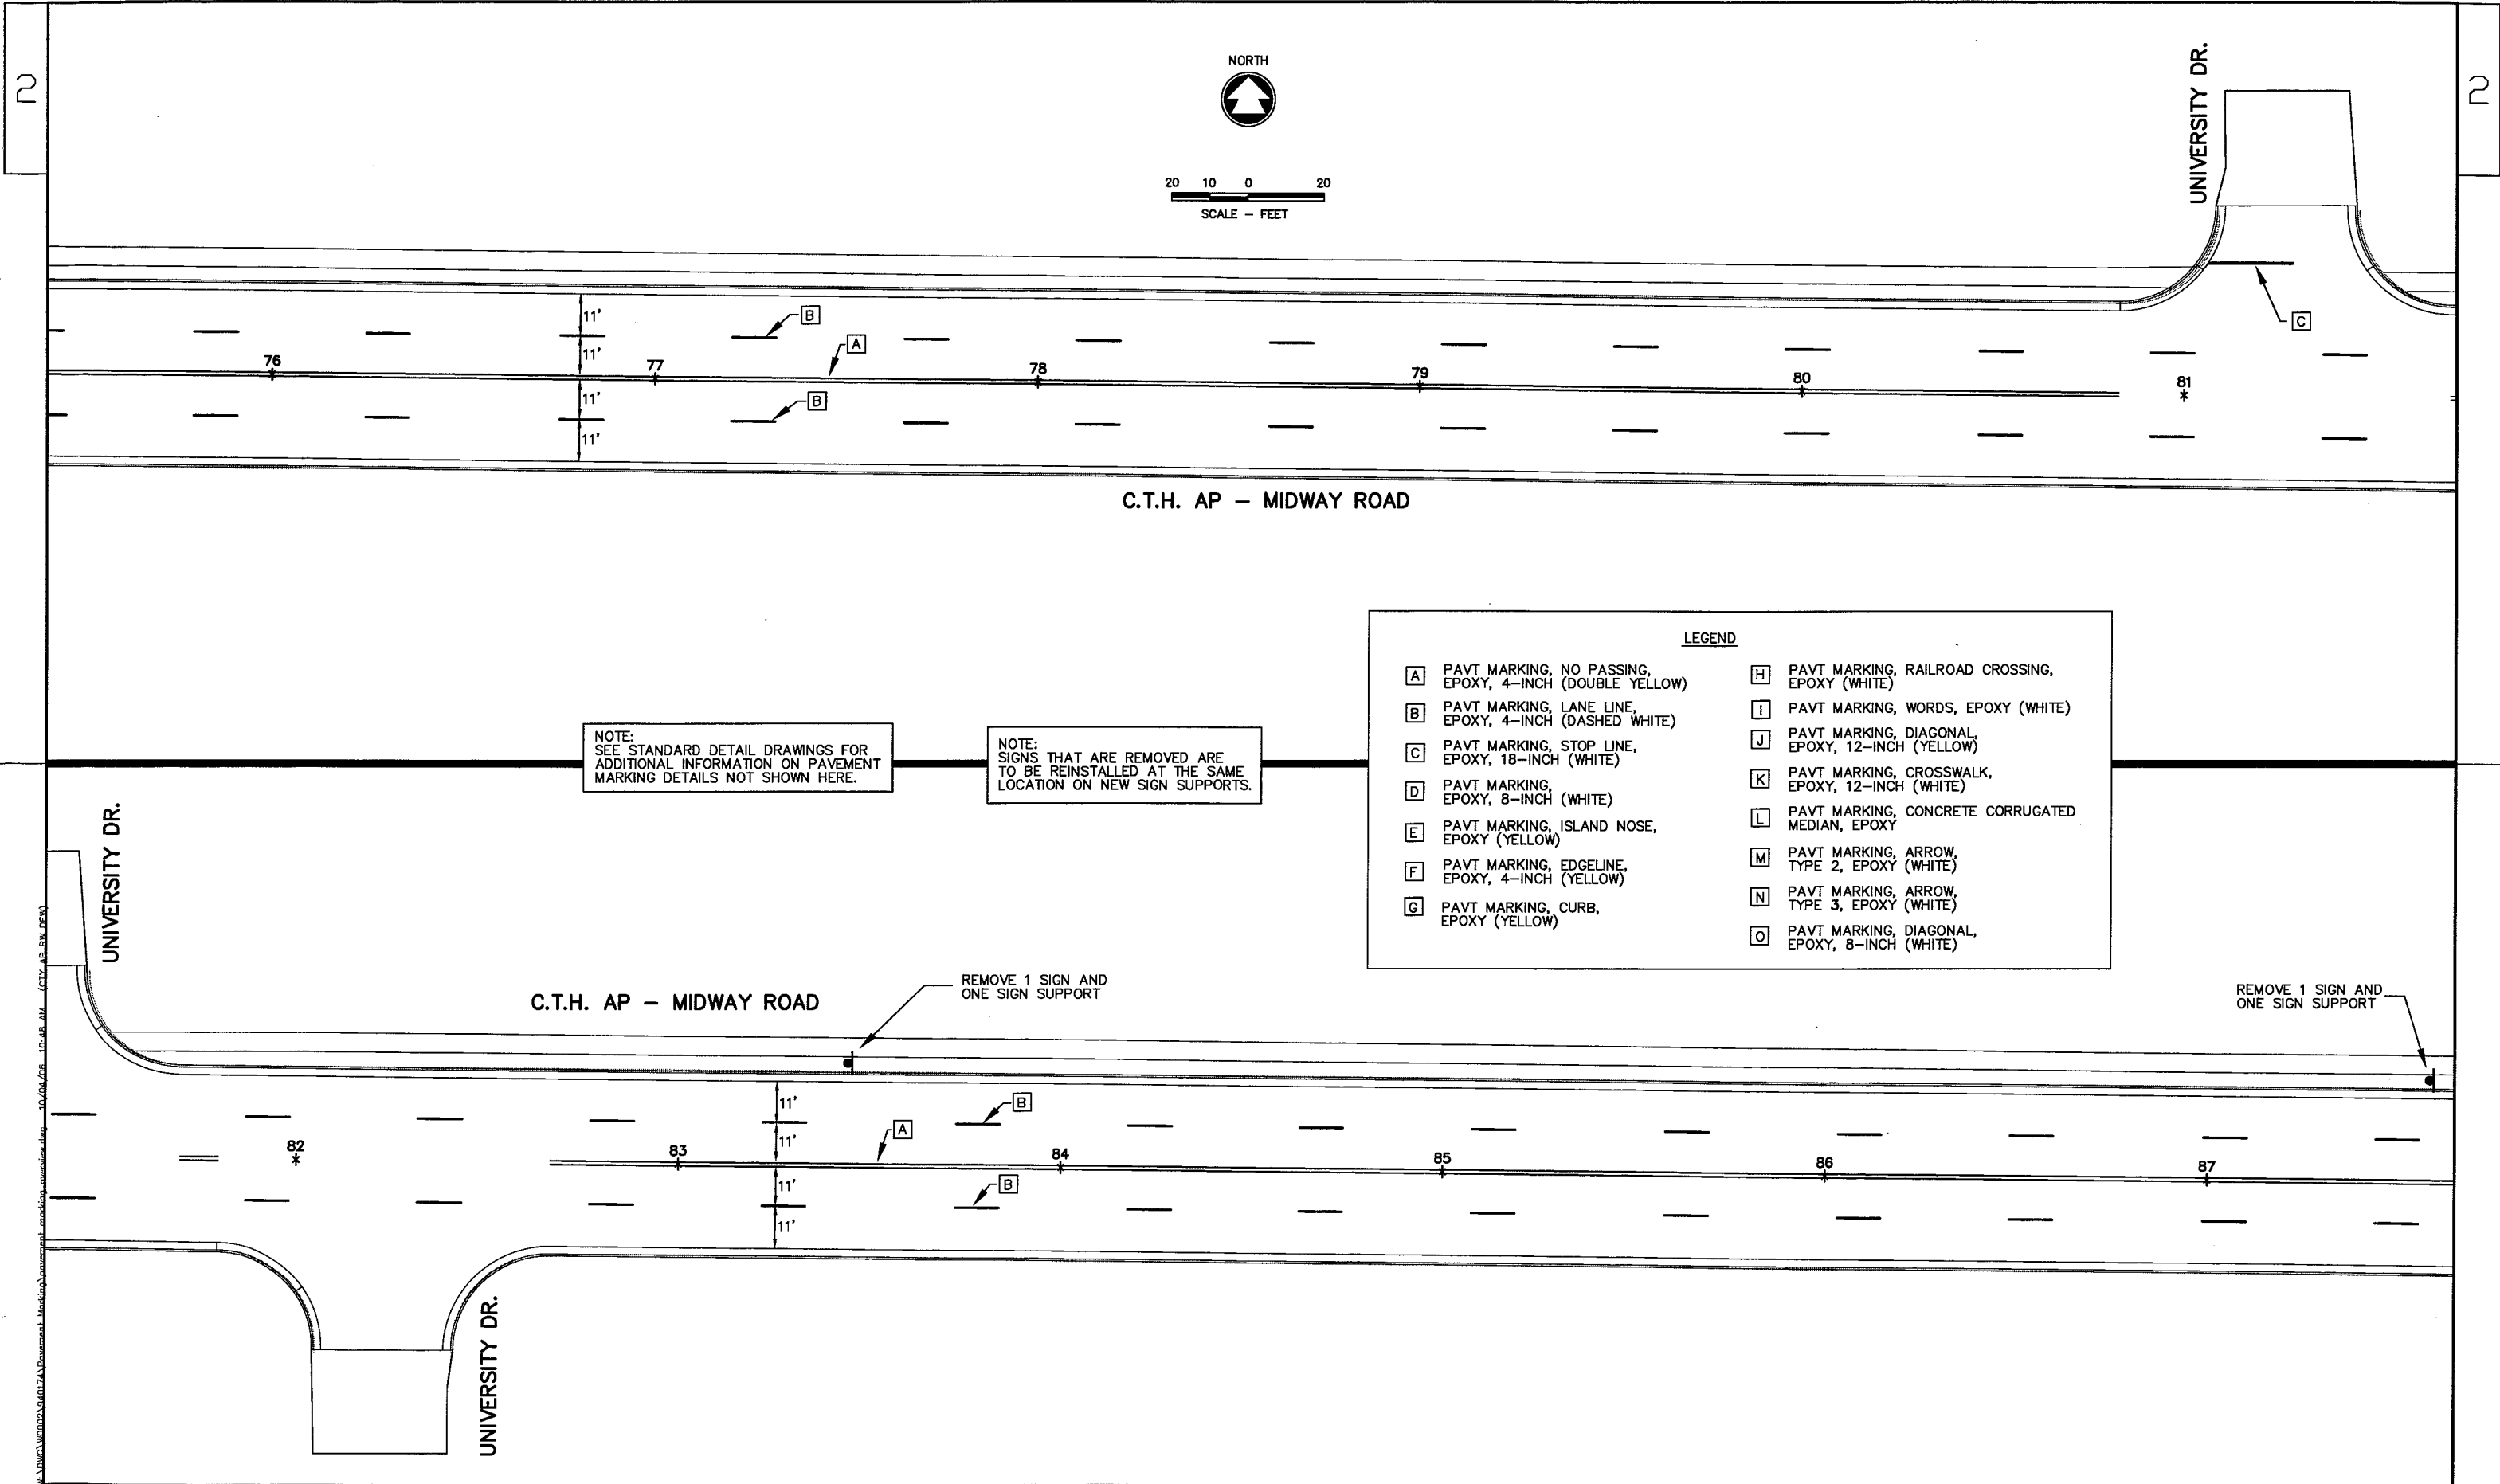 2
2
NORTH
20 10 0 20
SCALE – FEET
UNIVERSITY DR.
11'
B
11'
A
76
77
78
79
80
81
11'
B
11'
C
C.T.H. AP – MIDWAY ROAD
LEGEND
A PAVT MARKING, NO PASSING,
EPOXY, 4–INCH (DOUBLE YELLOW)
B PAVT MARKING, LANE LINE,
EPOXY, 4–INCH (DASHED WHITE)
C PAVT MARKING, STOP LINE,
EPOXY, 18–INCH (WHITE)
D PAVT MARKING,
EPOXY, 8–INCH (WHITE)
E PAVT MARKING, ISLAND NOSE,
EPOXY (YELLOW)
F PAVT MARKING, EDGELINE,
EPOXY, 4–INCH (YELLOW)
G PAVT MARKING, CURB,
EPOXY (YELLOW)
H PAVT MARKING, RAILROAD CROSSING,
EPOXY (WHITE)
I PAVT MARKING, WORDS, EPOXY (WHITE)
J PAVT MARKING, DIAGONAL,
EPOXY, 12–INCH (YELLOW)
K PAVT MARKING, CROSSWALK,
EPOXY, 12–INCH (WHITE)
L PAVT MARKING, CONCRETE CORRUGATED
MEDIAN, EPOXY
M PAVT MARKING, ARROW,
TYPE 2, EPOXY (WHITE)
N PAVT MARKING, ARROW,
TYPE 3, EPOXY (WHITE)
O PAVT MARKING, DIAGONAL,
EPOXY, 8–INCH (WHITE)
NOTE:
SEE STANDARD DETAIL DRAWINGS FOR
ADDITIONAL INFORMATION ON PAVEMENT
MARKING DETAILS NOT SHOWN HERE.
NOTE:
SIGNS THAT ARE REMOVED ARE
TO BE REINSTALLED AT THE SAME
LOCATION ON NEW SIGN SUPPORTS.
UNIVERSITY DR.
C.T.H. AP – MIDWAY ROAD
REMOVE 1 SIGN AND
ONE SIGN SUPPORT
REMOVE 1 SIGN AND
ONE SIGN SUPPORT
11'
B
11'
A
82
83
84
85
86
87
11'
B
11'
UNIVERSITY DR.
10/04/06 10:48 AM (CTY AP RW DEW)